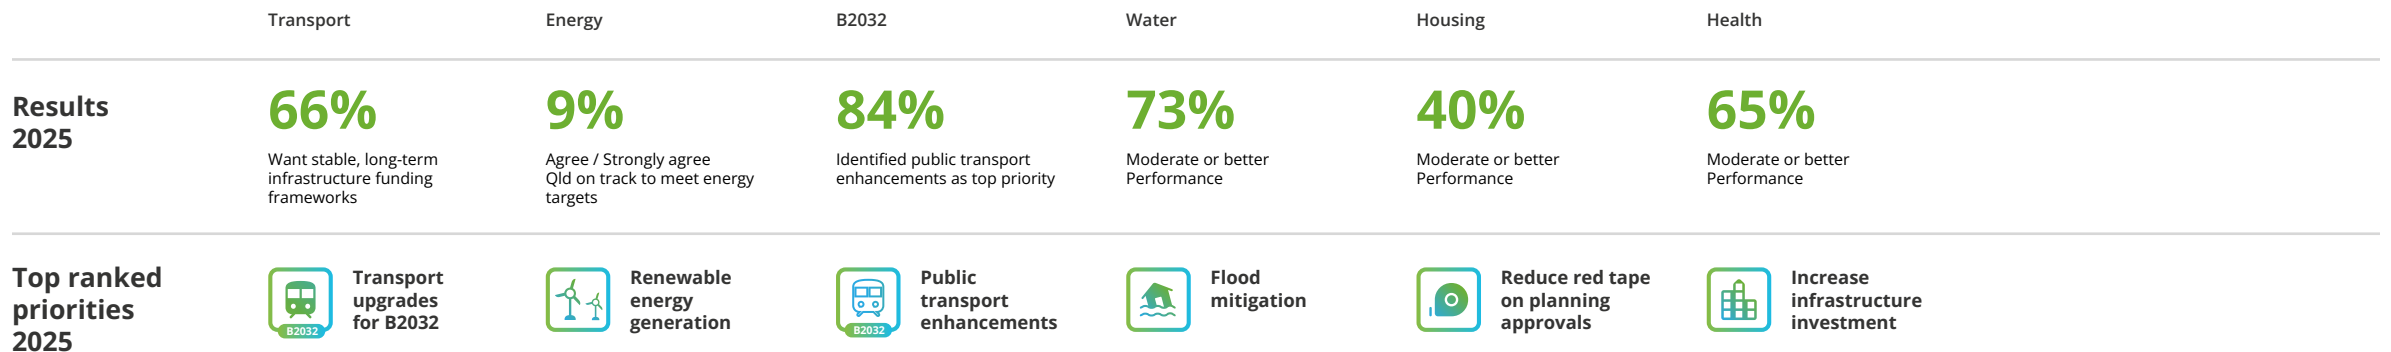 Transport Energy B2032 Water Housing Health
Results
2025
66% 9% 84% 73% 40% 65%
Want stable, long-term
infrastructure funding
frameworks
Agree / Strongly agree
Qld on track to meet energy
targets
Identified public transport
enhancements as top priority
Moderate or better
Performance
Moderate or better
Performance
Moderate or better
Performance
Top ranked
priorities
2025
B2032
Transport
upgrades
for B2032
Renewable
energy
generation
B2032
Public
transport
enhancements
Flood
mitigation
Reduce red tape
on planning
approvals
Increase
infrastructure
investment